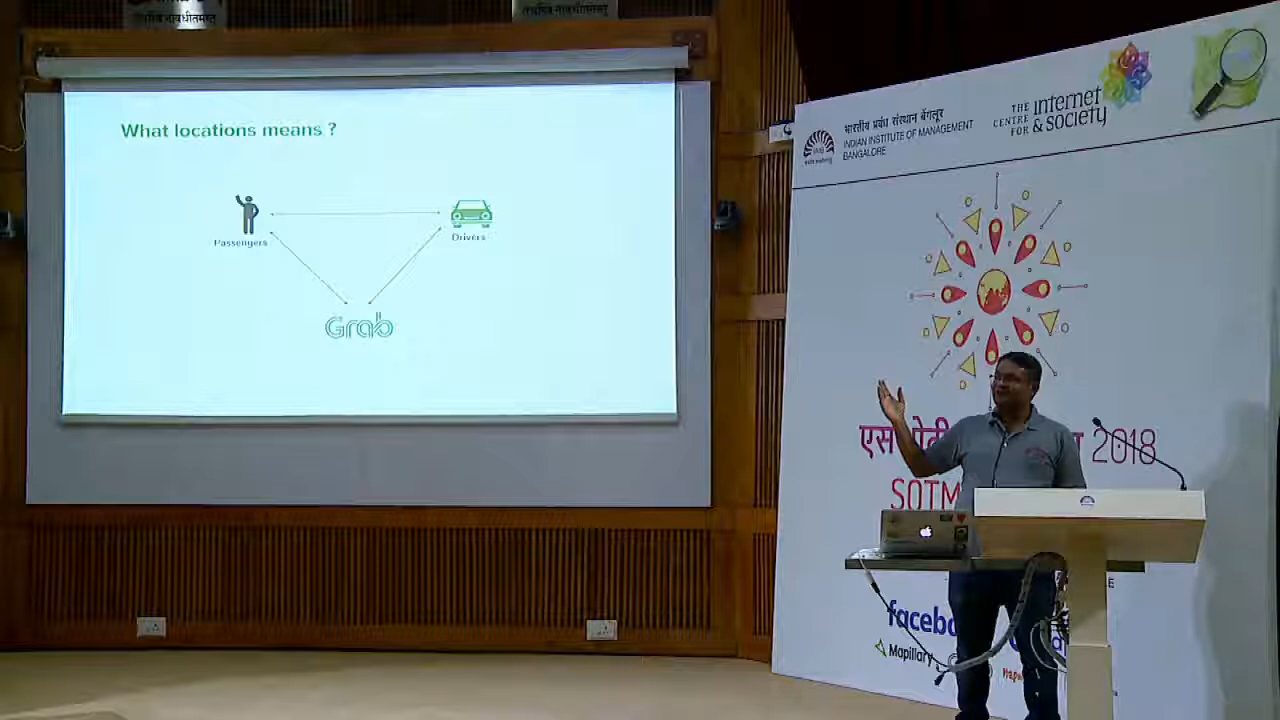 What locations means ?
Passengers
Drivers
Grab
भारतीय प्रबंध संस्थान बेंगलूर
INDIAN INSTITUTE OF MANAGEMENT
BANGALORE
THE CENTRE FOR internet & society
2018
SOTM
facebo
Mapillary